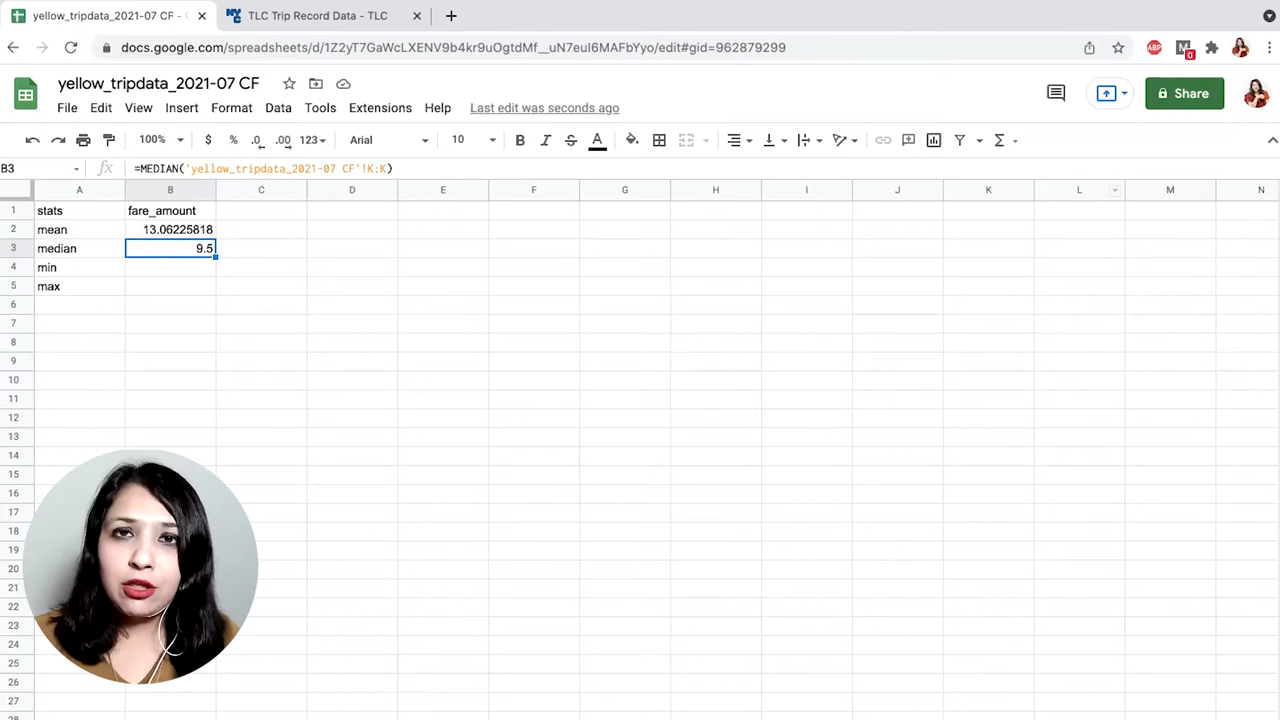 yellow_tripdata_2021-07 CF - G
TLC Trip Record Data - TLC
docs.google.com/spreadsheets/d/1Z2yT7GaWcLXENV9b4kr9uOgtdMf__uN7euI6MAFbYyo/edit#gid=962879299
ABP
M
0
yellow_tripdata_2021-07 CF
File Edit View Insert Format Data Tools Extensions Help Last edit was seconds ago
Share
100% $ % .0 .00 123 Arial 10 B I S A
B3 fx =MEDIAN('yellow_tripdata_2021-07 CF'!K:K)
A B C D E F G H I J K L M N
1 stats fare_amount
2 mean 13.06225818
3 median 9.5
4 min
5 max
6
7
8
9
10
11
12
13
14
15
16
17
18
19
20
21
22
23
24
25
26
27
28